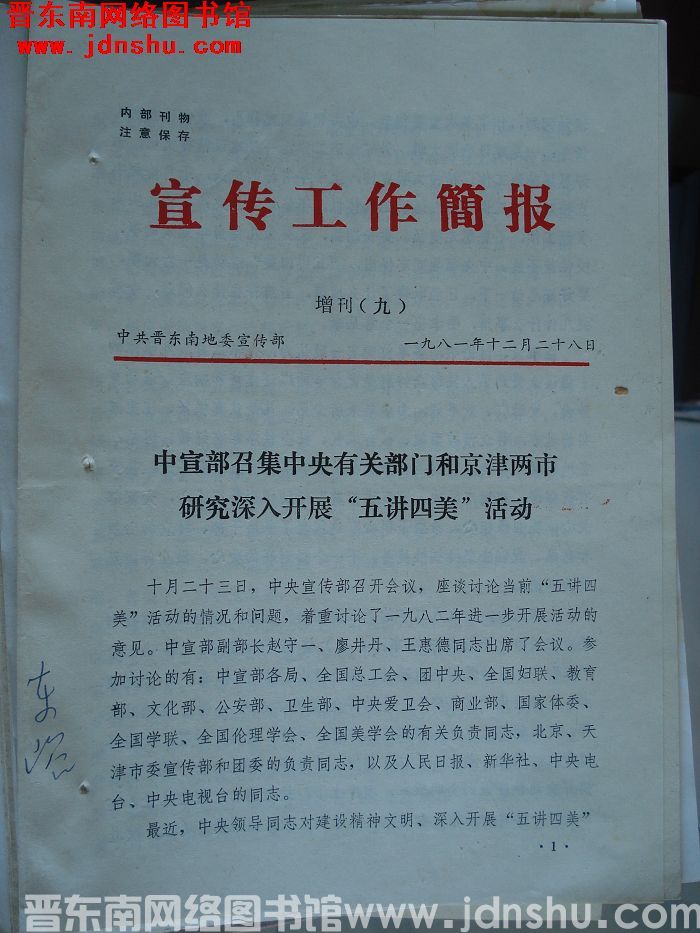 晋东南网络图书馆
www.jdnshu.com
内部刊物
注意保存
宣传工作簡报
增刊(九)
中共晋东南地委宣传部 一九八一年十二月二十八日
中宣部召集中央有关部门和京津两市
研究深入开展“五讲四美”活动
十月二十三日，中央宣传部召开会议，座谈讨论当前“五讲四
美”活动的情况和问题，着重讨论了一九八二年进一步开展活动的
意见。中宣部副部长赵守一、廖井丹、王惠德同志出席了会议。参
加讨论的有：中宣部各局、全国总工会、团中央、全国妇联、教育
部、文化部、公安部、卫生部、中央爱卫会、商业部、国家体委、
全国学联、全国伦理学会、全国美学会的有关负责同志，北京、天
津市委宣传部和团委的负责同志，以及人民日报、新华社、中央电
台、中央电视台的同志。
最近，中央领导同志对建设精神文明、深入开展“五讲四美”
·1·
晋东南网络图书馆 www.jdnshu.com